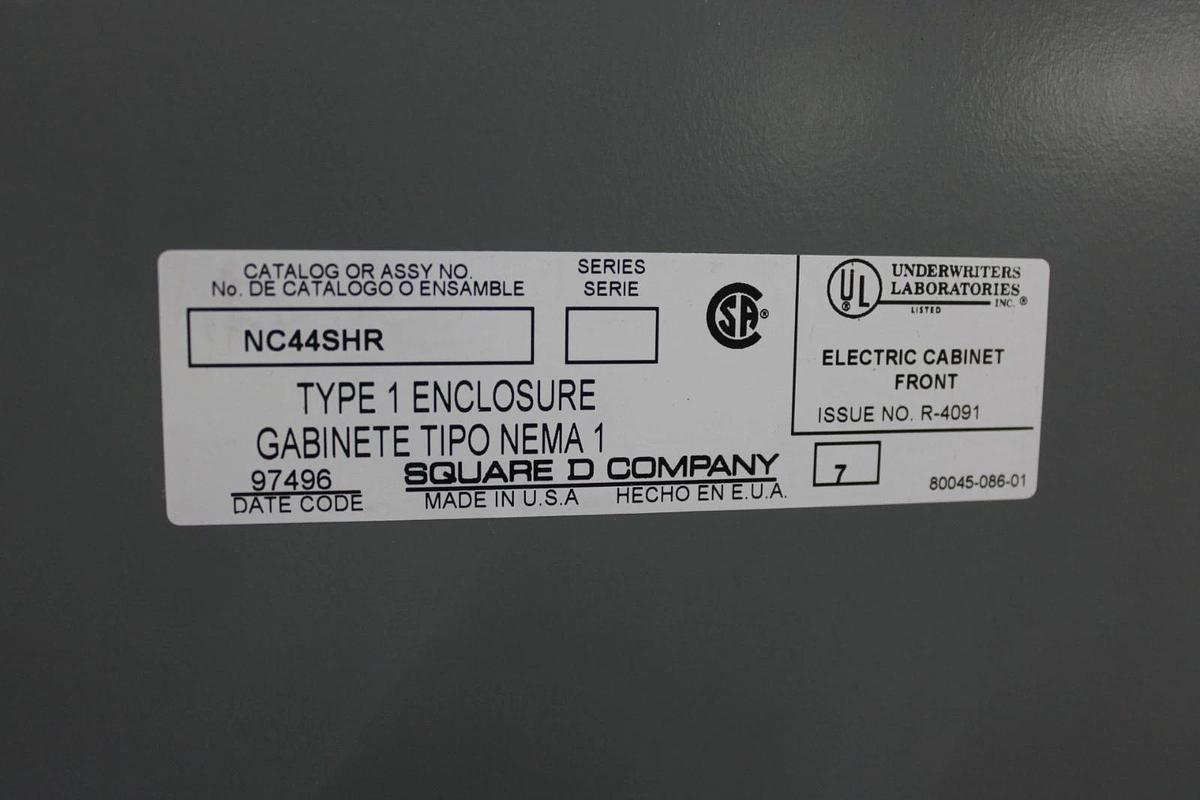 CATALOG OR ASSY NO.
No. DE CATALOGO O ENSAMBLE
NC44SHR
SERIES
SERIE
TYPE 1 ENCLOSURE
GABINETE TIPO NEMA 1
97496
DATE CODE
SQUARE D COMPANY
MADE IN U.S.A HECHO EN E.U.A.
SA ®
UL ®
UNDERWRITERS
LABORATORIES
INC. ®
LISTED
ELECTRIC CABINET
FRONT
ISSUE NO. R-4091
7
80045-086-01